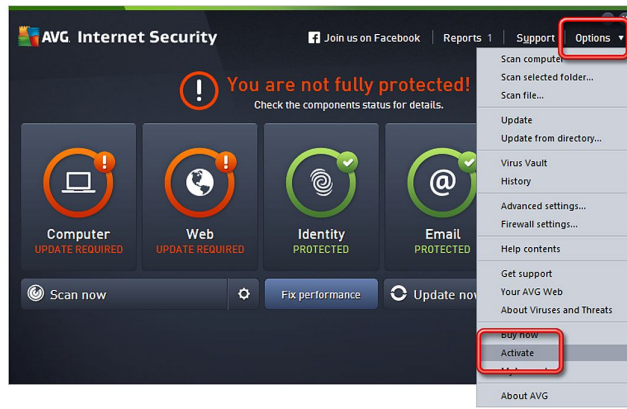 AVG Internet Security
Join us on Facebook
Reports 1
Support
Options
You are not fully protected!
Check the components status for details.
Computer
UPDATE REQUIRED
Web
UPDATE REQUIRED
Identity
PROTECTED
Email
PROTECTED
Scan now
Fix performance
Update now
Scan computer
Scan selected folder...
Scan file...
Update
Update from directory...
Virus Vault
History
Advanced settings...
Firewall settings...
Help contents
Get support
Your AVG Web
About Viruses and Threats
Buy now
Activate
About AVG